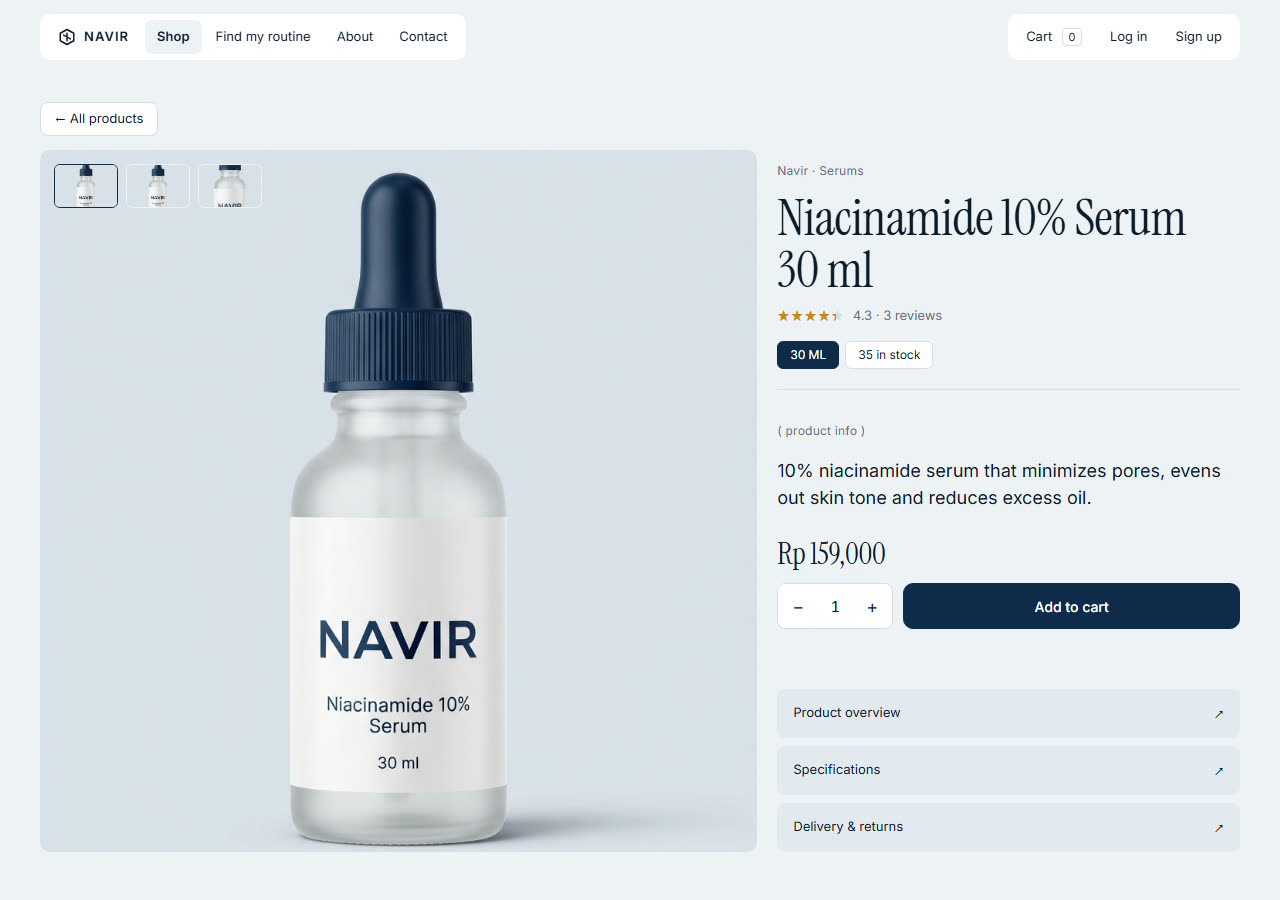 NAVIR Shop Find my routine About Contact Cart 0 Log in Sign up
← All products
NAVIR
NAVIR
NAVIR
Navir · Serums
Niacinamide 10% Serum
30 ml
★★★★★ 4.3 · 3 reviews
30 ML 35 in stock
( product info )
10% niacinamide serum that minimizes pores, evens
out skin tone and reduces excess oil.
Rp 159,000
− 1 + Add to cart
Product overview ↗
Specifications ↗
Delivery & returns ↗
NAVIR
Niacinamide 10%
Serum
30 ml